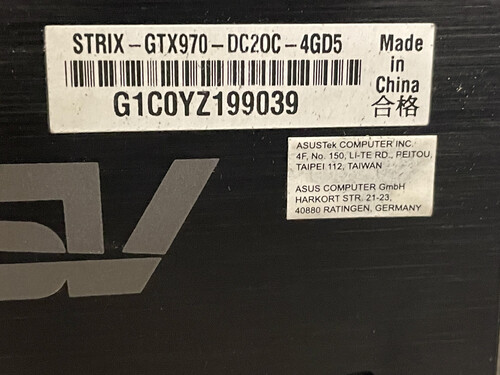 STRIX-GTX970-DC2OC-4GD5
Made
in
China
合格
G1C0YZ199039
ASUSTek COMPUTER INC.
4F, No. 150, LI-TE RD., PEITOU,
TAIPEI 112, TAIWAN
ASUS COMPUTER GmbH
HARKORT STR. 21-23,
40880 RATINGEN, GERMANY